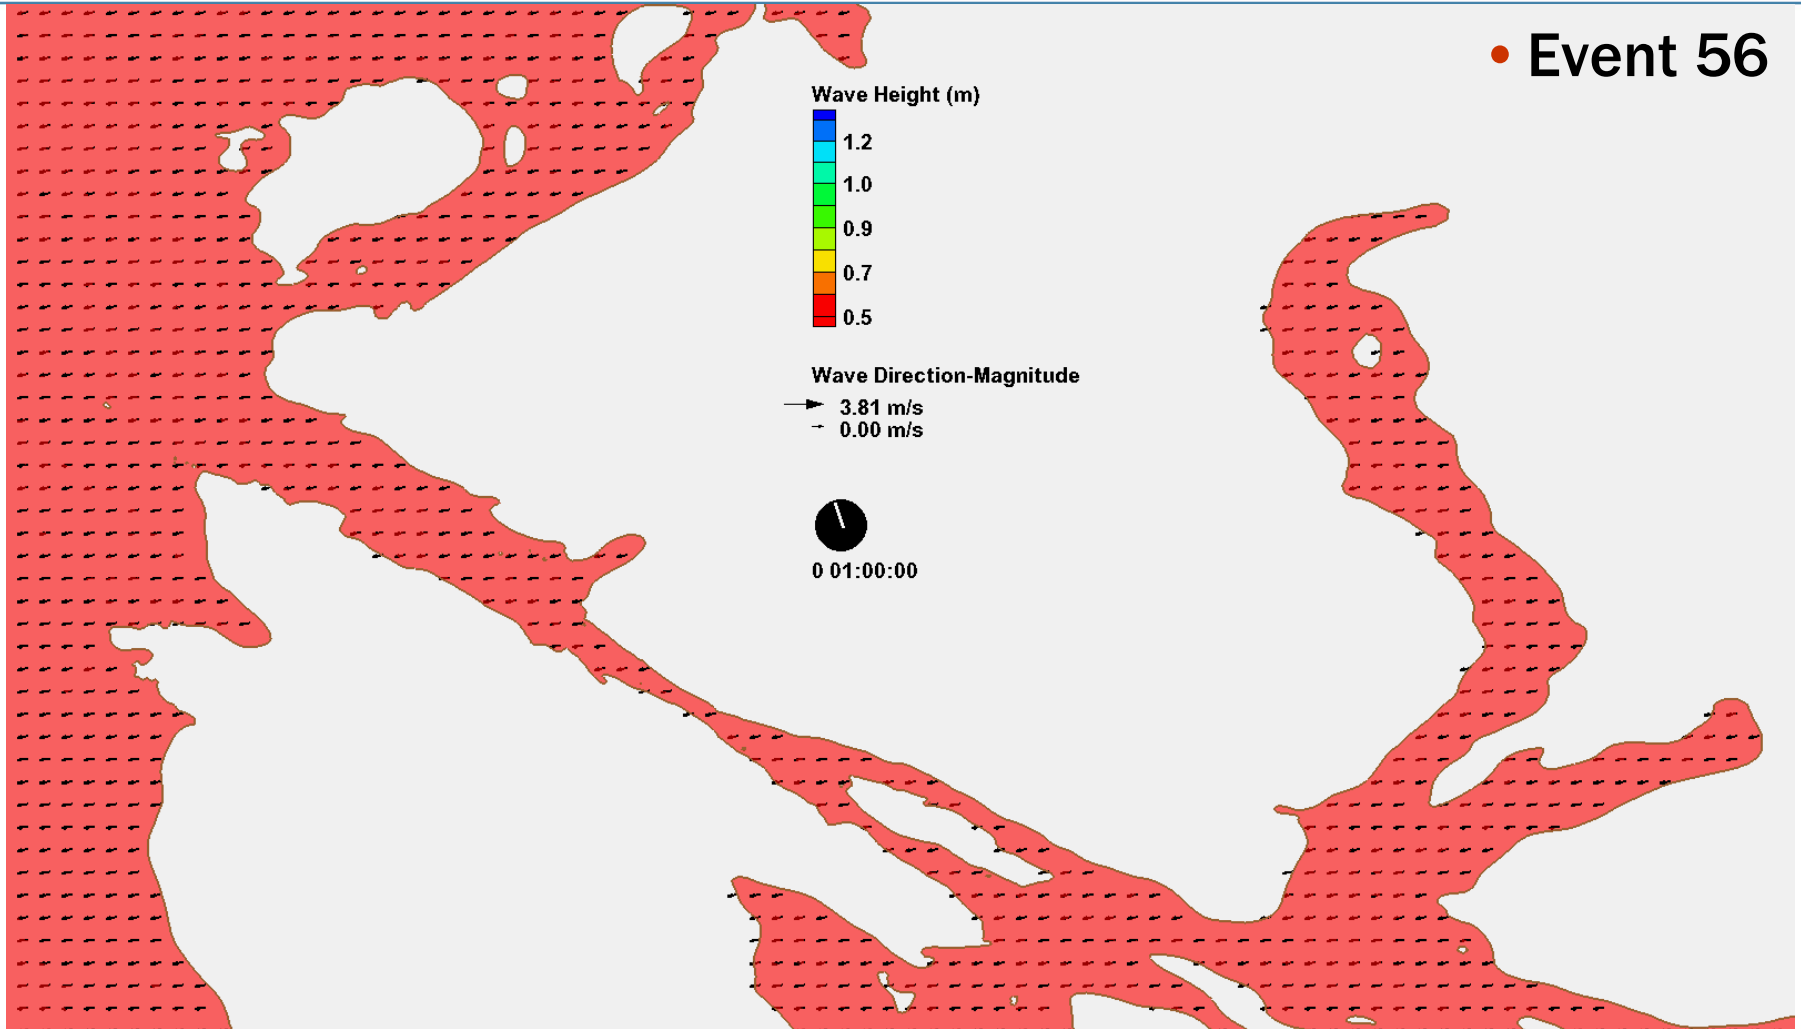 • Event 56
Wave Height (m)
1.2
1.0
0.9
0.7
0.5
Wave Direction-Magnitude
3.81 m/s
0.00 m/s
0 01:00:00